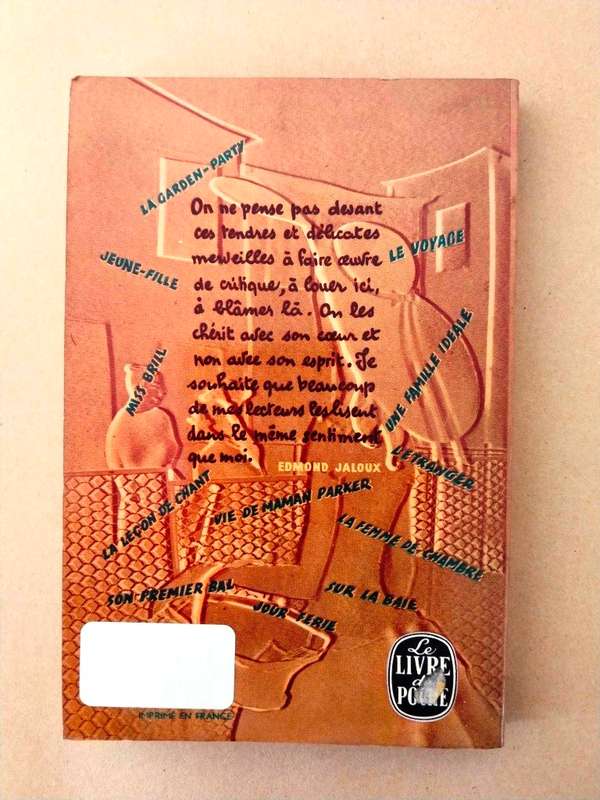 LA GARDEN-PARTY
On ne pense pas devant
ces tendres et délicates
merveilles à faire œuvre
de critique, à louer ici,
à blâmer là. On les
chérit avec son cœur et
non avec son esprit. Je
souhaite que beaucoup
de mes lecteurs les lisent
dans le même sentiment
que moi.
EDMOND JALOUX
LE VOYAGE
JEUNE-FILLE
MISS BRILL
UNE FAMILLE IDEALE
L'ETRANGER
LA LEÇON DE CHANT
VIE DE MAMAN PARKER
LA FEMME DE CHAMBRE
SON PREMIER BAL
SUR LA BAIE
JOUR FERIE
Le
LIVRE
de
POCHE
IMPRIMÉ EN FRANCE